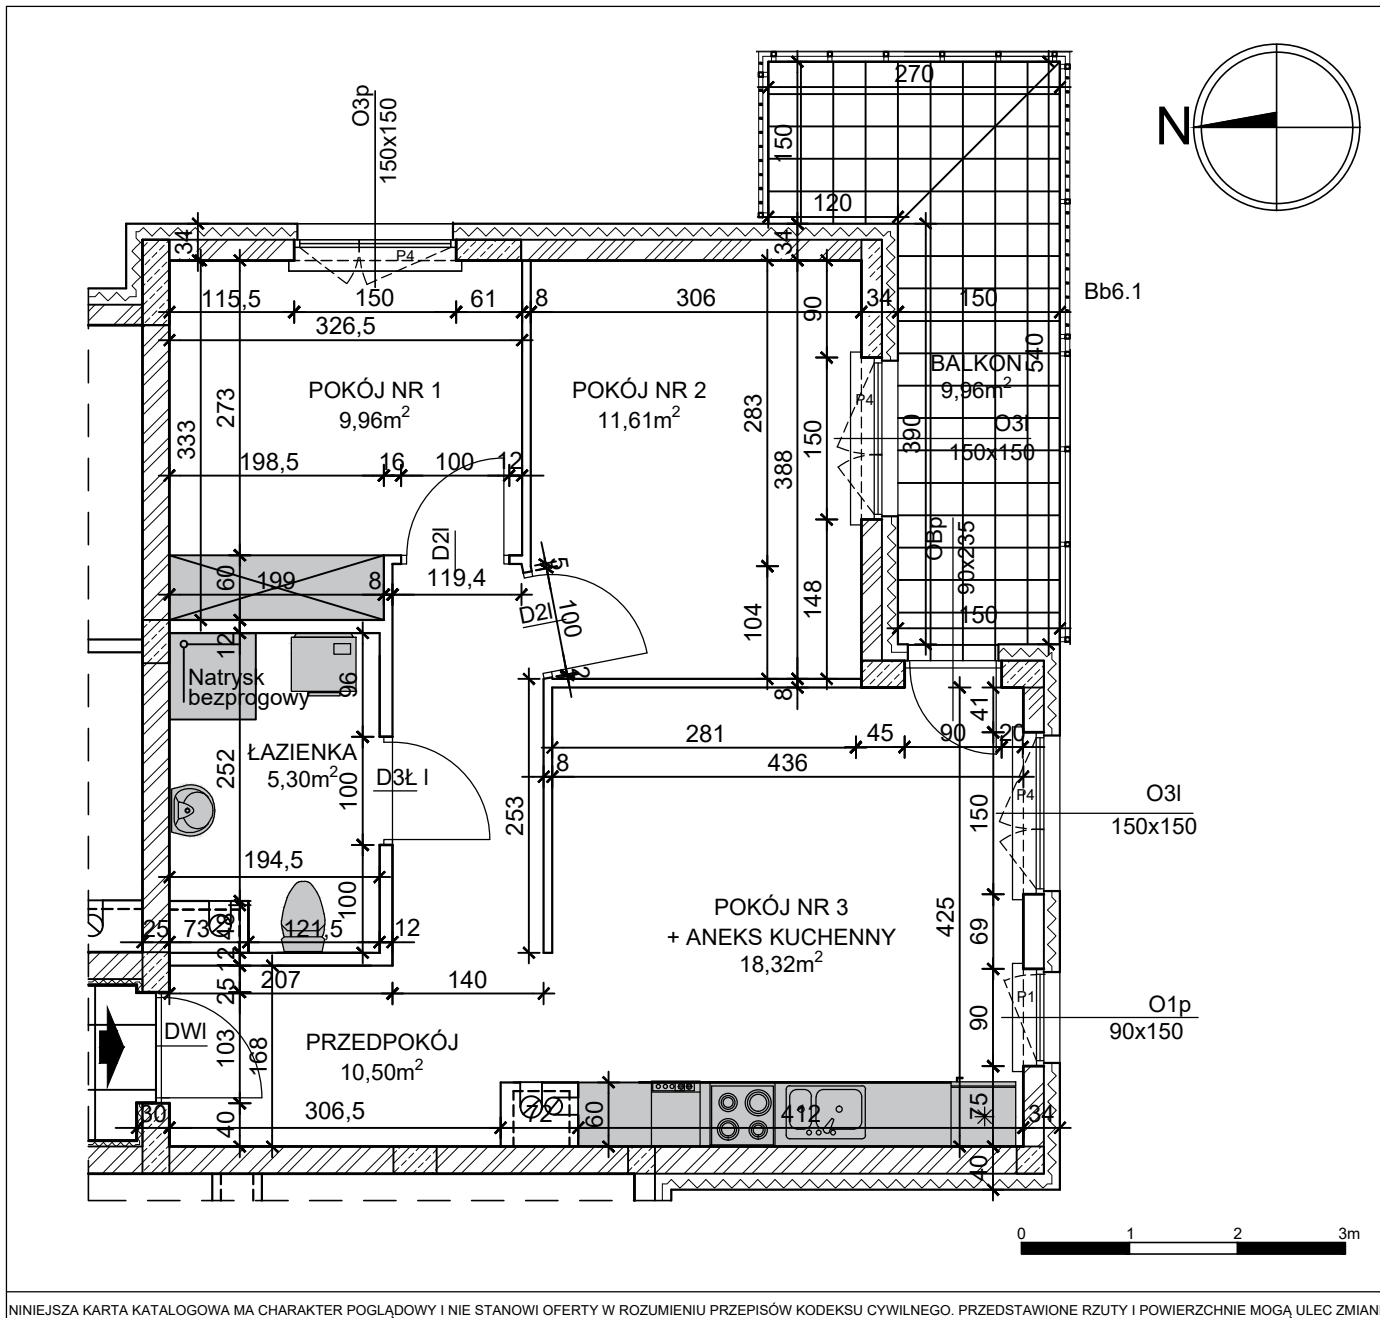 270
O3p
150x150
N
150
120
34
34
P4
115,5
150
61
8
306
90
34
150
Bb6.1
326,5
540
BALKON
9,96m²
POKÓJ NR 1
9,96m²
POKÓJ NR 2
11,61m²
273
333
283
388
150
P4
390
O3l
150x150
198,5
16
100
12
D2l
OBp
90x235
60
199
8
119,4
5
D2l
100
2
104
148
150
12
Natrysk
bezprogowy
96
8
41
281
45
90
20
ŁAZIENKA
5,30m²
252
D3Ł l
100
8
436
P4
O3l
150x150
253
150
194,5
100
425
POKÓJ NR 3
+ ANEKS KUCHENNY
18,32m²
69
25
73
48
121,5
12
12
207
140
25
P1
O1p
90x150
90
DWl
103
168
PRZEDPOKÓJ
10,50m²
30
40
306,5
72
60
412
75
34
40
0
1
2
3m
NINIEJSZA KARTA KATALOGOWA MA CHARAKTER POGLĄDOWY I NIE STANOWI OFERTY W ROZUMIENIU PRZEPISÓW KODEKSU CYWILNEGO. PRZEDSTAWIONE RZUTY I POWIERZCHNIE MOGĄ ULEC ZMIANI